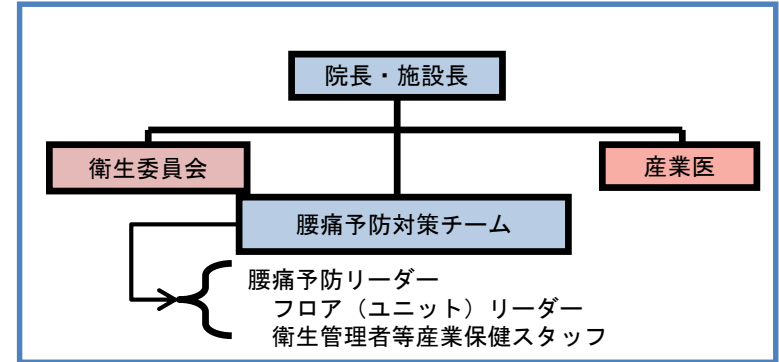 院長・施設長
衛生委員会
産業医
腰痛予防対策チーム
腰痛予防リーダー
フロア（ユニット）リーダー
衛生管理者等産業保健スタッフ